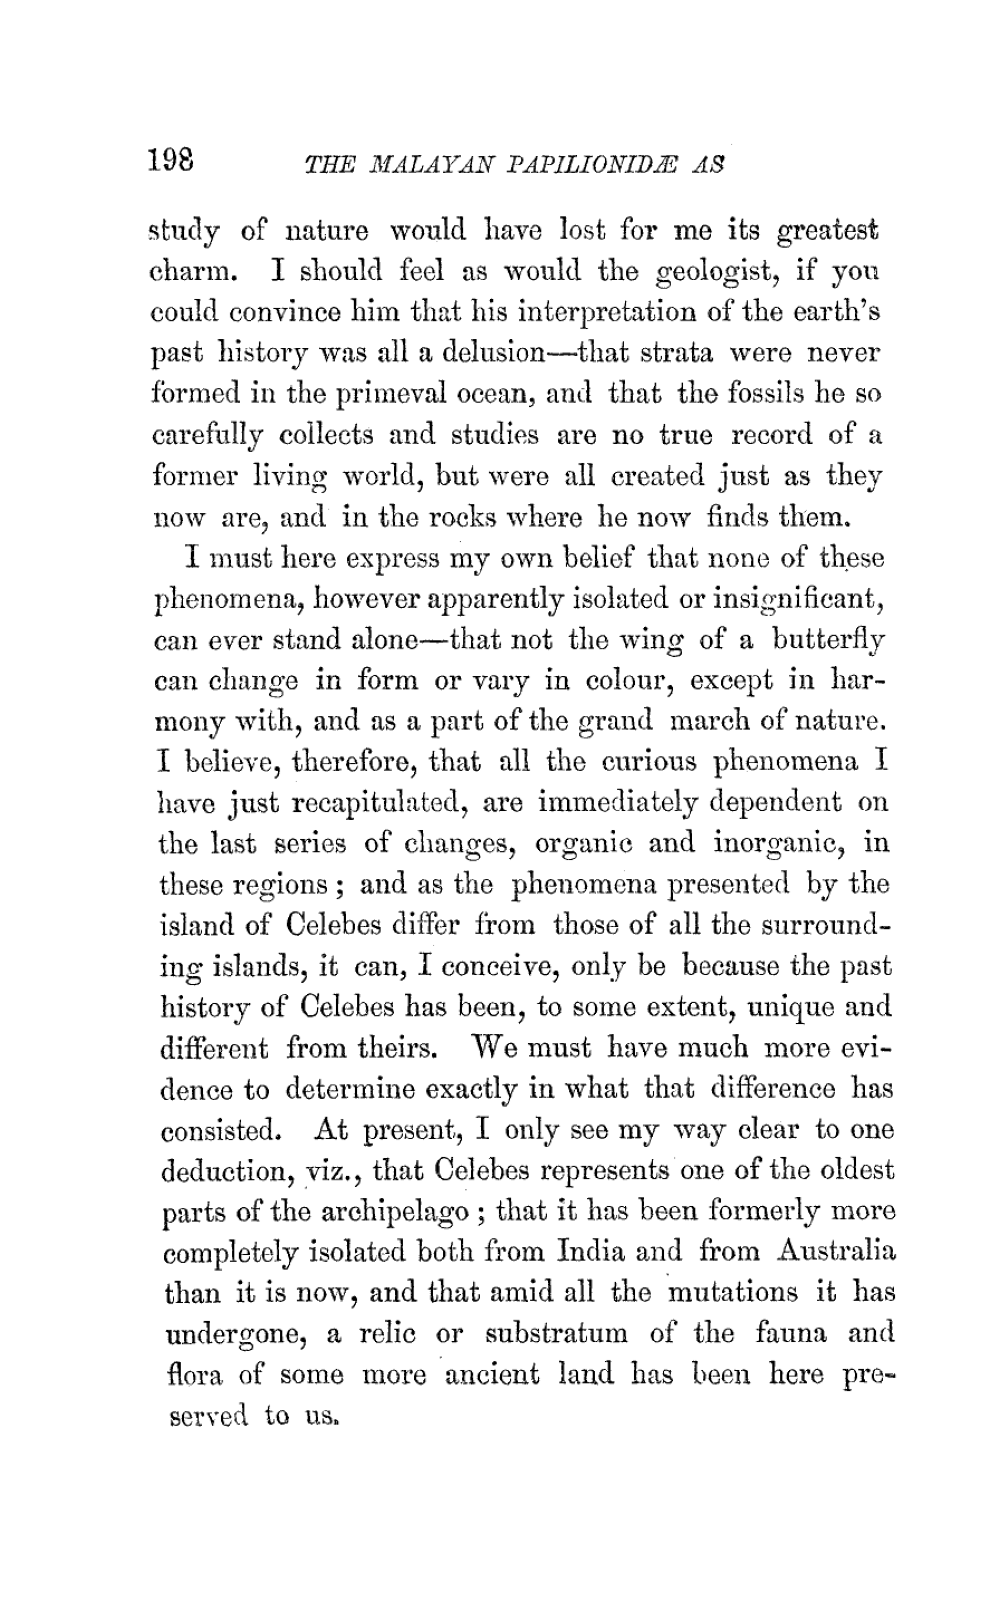 198 THE MALAYAN PAPILIONIDÆ AS
study of nature would have lost for me its greatest
charm. I should feel as would the geologist, if you
could convince him that his interpretation of the earth's
past history was all a delusion—that strata were never
formed in the primeval ocean, and that the fossils he so
carefully collects and studies are no true record of a
former living world, but were all created just as they
now are, and in the rocks where he now finds them.
I must here express my own belief that none of these
phenomena, however apparently isolated or insignificant,
can ever stand alone—that not the wing of a butterfly
can change in form or vary in colour, except in har-
mony with, and as a part of the grand march of nature.
I believe, therefore, that all the curious phenomena I
have just recapitulated, are immediately dependent on
the last series of changes, organic and inorganic, in
these regions ; and as the phenomena presented by the
island of Celebes differ from those of all the surround-
ing islands, it can, I conceive, only be because the past
history of Celebes has been, to some extent, unique and
different from theirs. We must have much more evi-
dence to determine exactly in what that difference has
consisted. At present, I only see my way clear to one
deduction, viz., that Celebes represents one of the oldest
parts of the archipelago ; that it has been formerly more
completely isolated both from India and from Australia
than it is now, and that amid all the mutations it has
undergone, a relic or substratum of the fauna and
flora of some more ancient land has been here pre-
served to us.